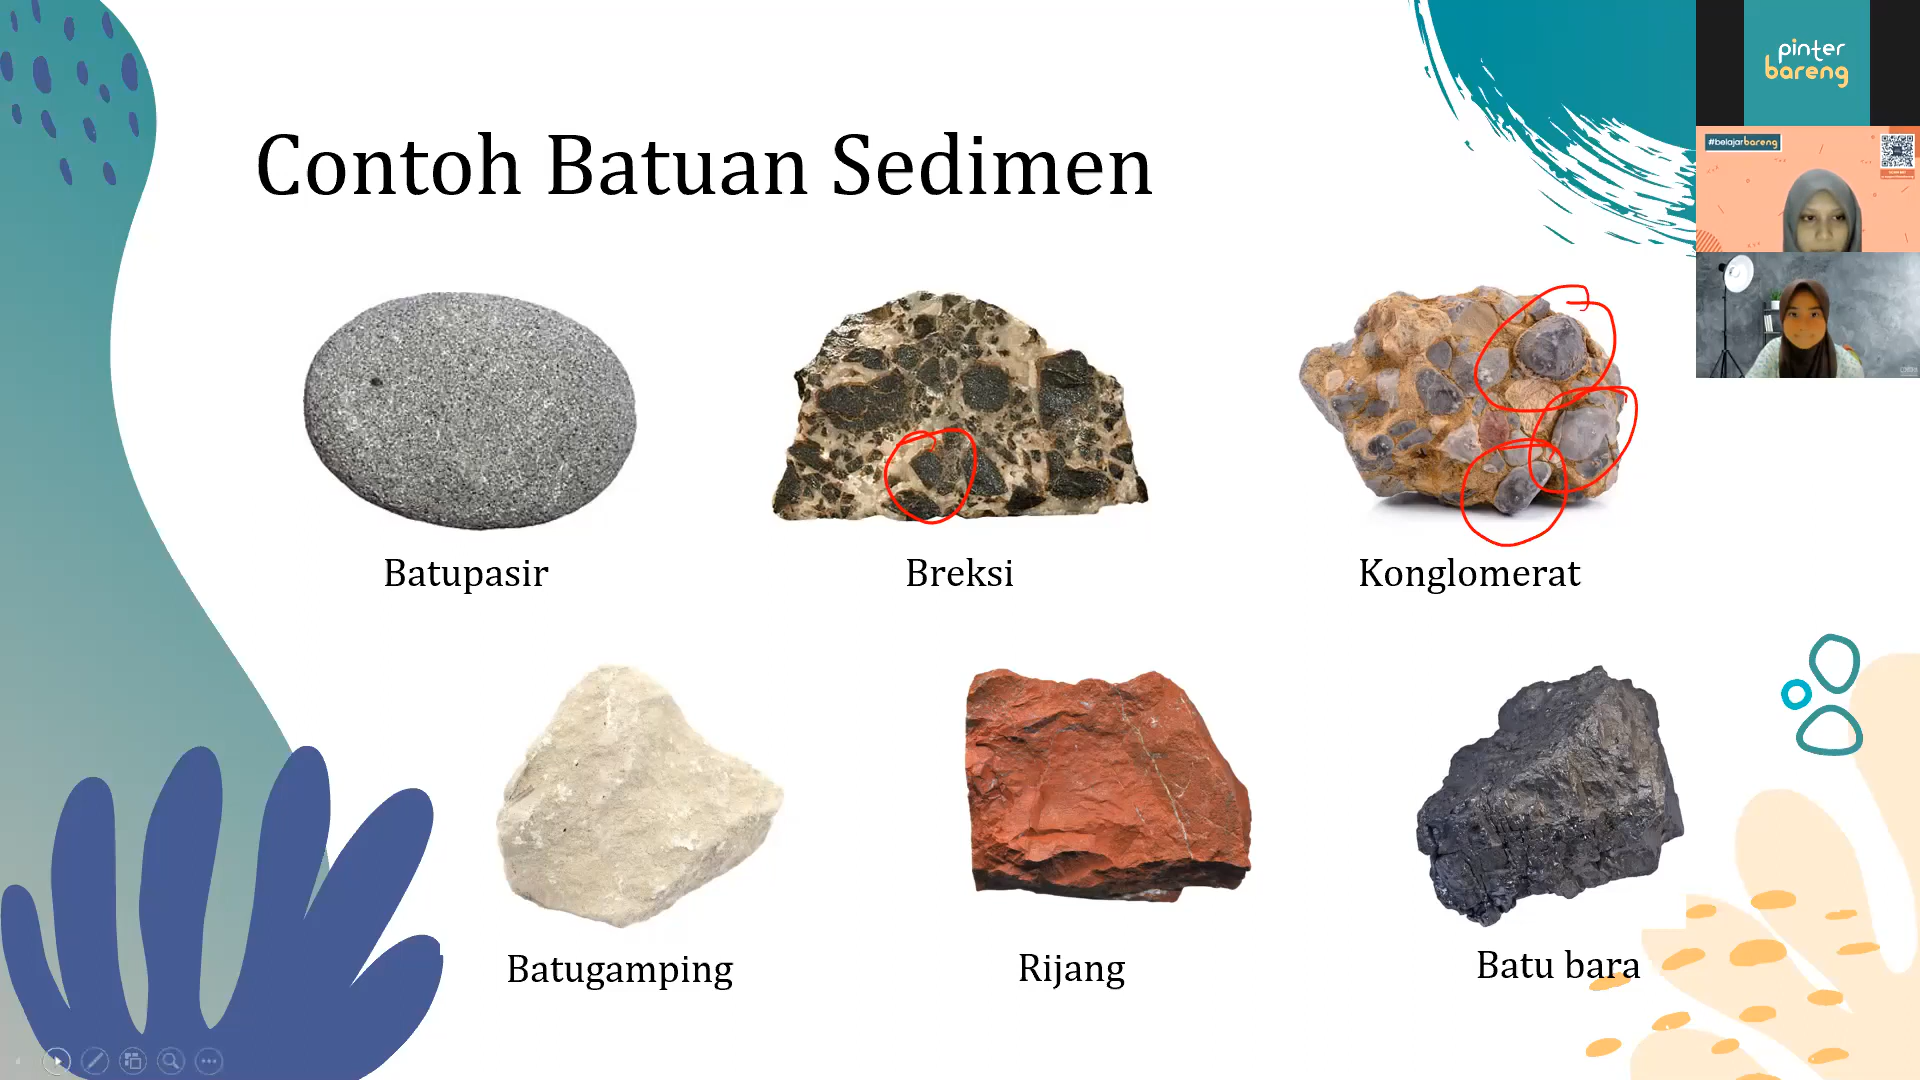 Contoh Batuan Sedimen
Batupasir
Breksi
Konglomerat
Batugamping
Rijang
Batu bara
pinter
bareng
#belajarbareng